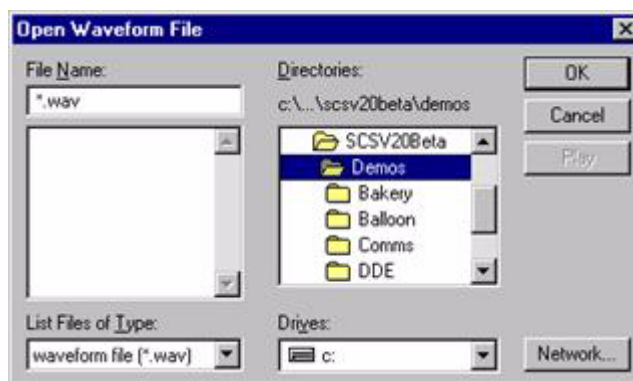 Open Waveform File
File Name:
*.wav
Directories:
c:\...\scsv20beta\demos
SCSV20Beta
Demos
Bakery
Balloon
Comms
DDE
OK
Cancel
Play
List Files of Type:
waveform file (*.wav)
Drives:
c:
Network...